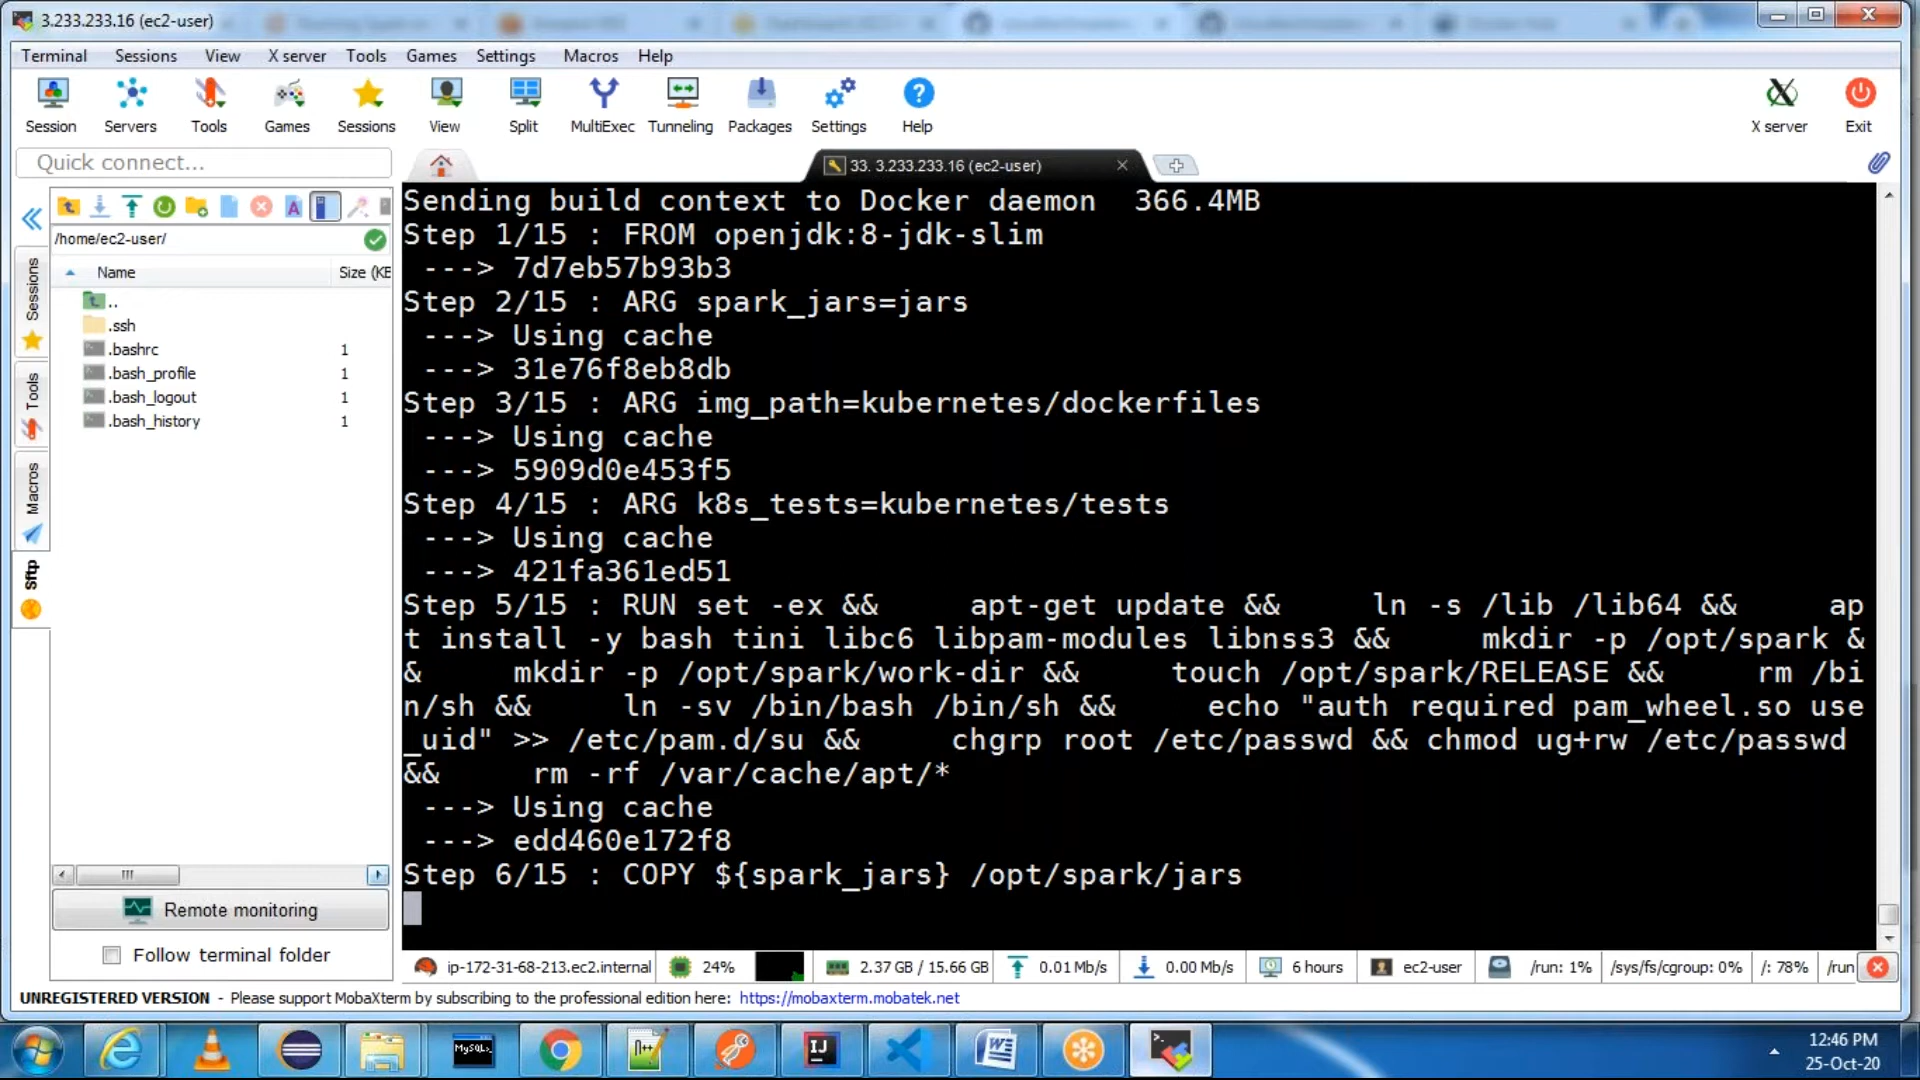 3.233.233.16 (ec2-user)
Terminal Sessions View X server Tools Games Settings Macros Help
Session Servers Tools Games Sessions View Split MultiExec Tunneling Packages Settings Help X server Exit
Quick connect...
33. 3.233.233.16 (ec2-user)
/home/ec2-user/
Name Size (KB
..
.ssh
.bashrc 1
.bash_profile 1
.bash_logout 1
.bash_history 1
Sessions
Tools
Macros
Sftp
Remote monitoring
Follow terminal folder
Sending build context to Docker daemon  366.4MB
Step 1/15 : FROM openjdk:8-jdk-slim
 ---> 7d7eb57b93b3
Step 2/15 : ARG spark_jars=jars
 ---> Using cache
 ---> 31e76f8eb8db
Step 3/15 : ARG img_path=kubernetes/dockerfiles
 ---> Using cache
 ---> 5909d0e453f5
Step 4/15 : ARG k8s_tests=kubernetes/tests
 ---> Using cache
 ---> 421fa361ed51
Step 5/15 : RUN set -ex &&     apt-get update &&     ln -s /lib /lib64 &&     ap
t install -y bash tini libc6 libpam-modules libnss3 &&     mkdir -p /opt/spark &
&     mkdir -p /opt/spark/work-dir &&     touch /opt/spark/RELEASE &&     rm /bi
n/sh &&     ln -sv /bin/bash /bin/sh &&     echo "auth required pam_wheel.so use
_uid" >> /etc/pam.d/su &&     chgrp root /etc/passwd && chmod ug+rw /etc/passwd
&&     rm -rf /var/cache/apt/*
 ---> Using cache
 ---> edd460e172f8
Step 6/15 : COPY ${spark_jars} /opt/spark/jars
ip-172-31-68-213.ec2.internal 24% 2.37 GB / 15.66 GB 0.01 Mb/s 0.00 Mb/s 6 hours ec2-user /run: 1% /sys/fs/cgroup: 0% /: 78% /run
UNREGISTERED VERSION - Please support MobaXterm by subscribing to the professional edition here: https://mobaxterm.mobatek.net
MySQL>
N++
IJ
W
12:46 PM
25-Oct-20